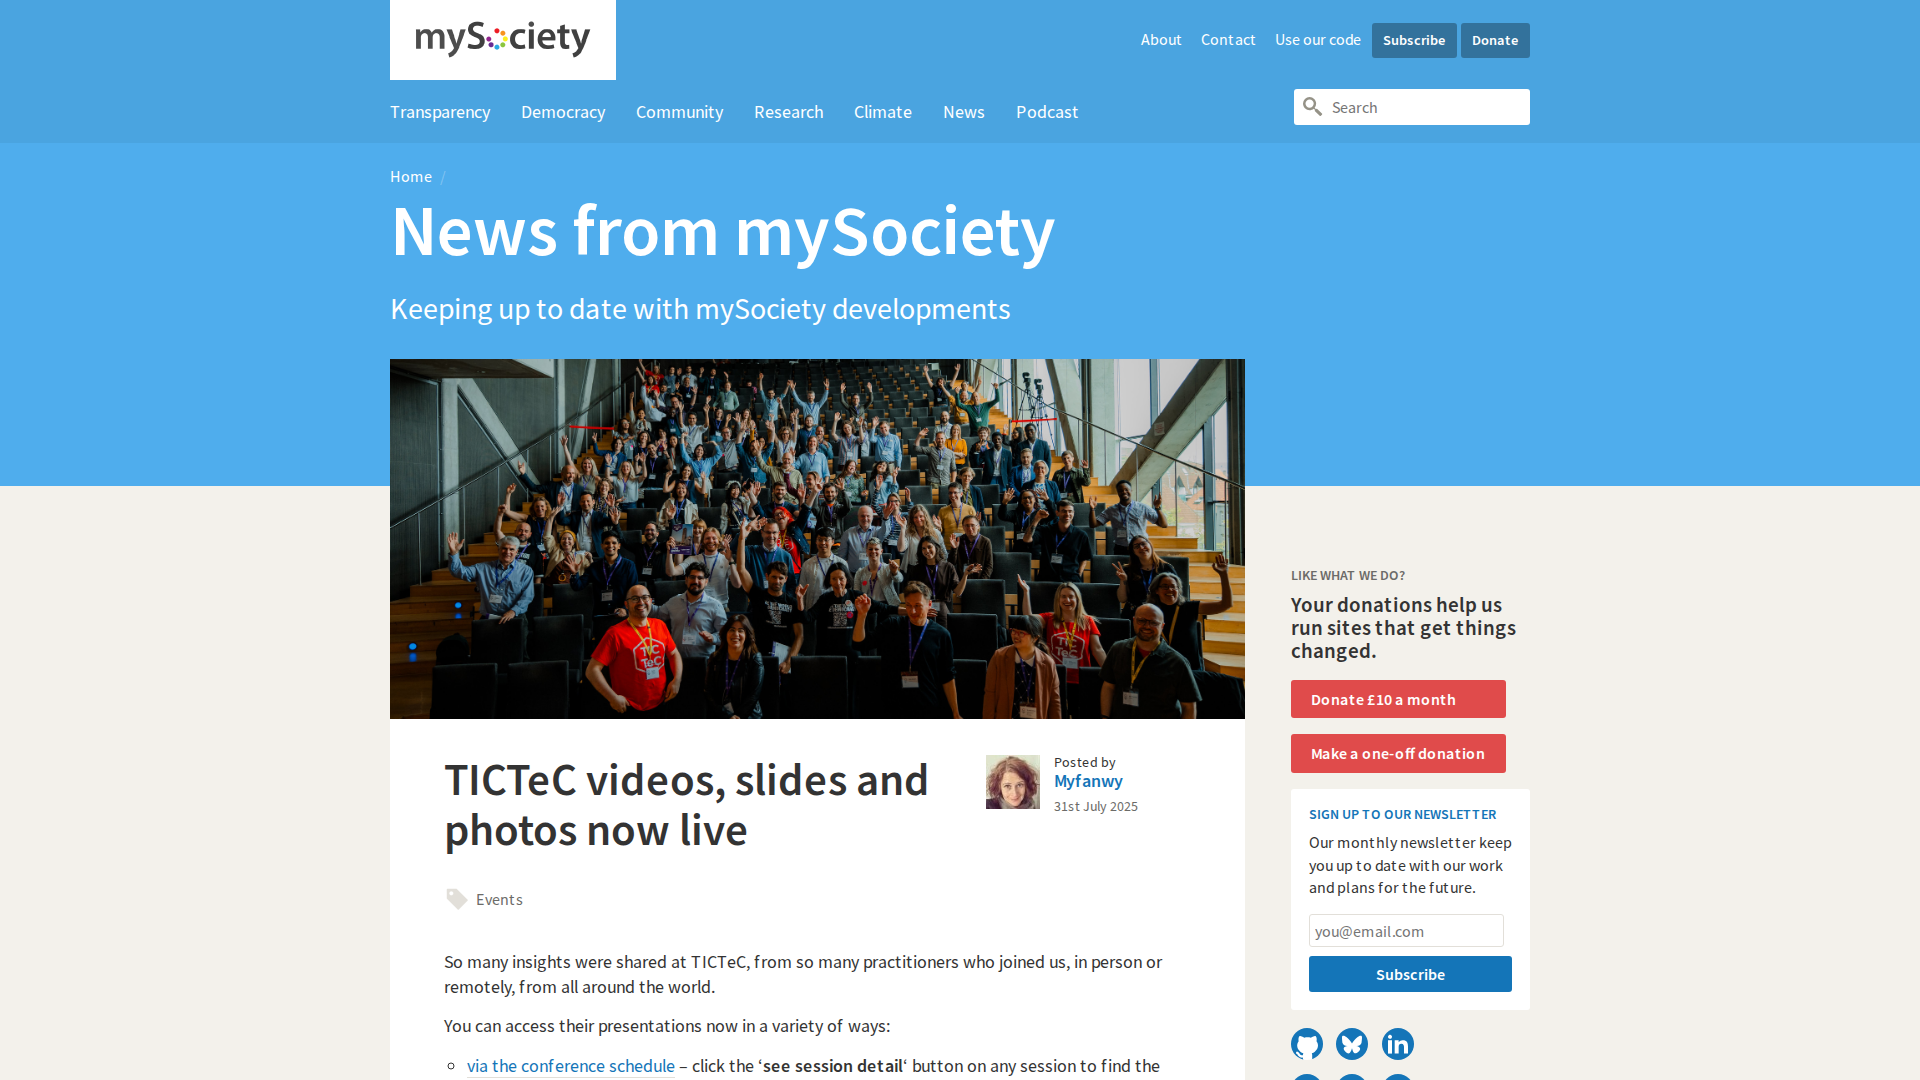 mySociety
About
Contact
Use our code
Subscribe
Donate
Transparency
Democracy
Community
Research
Climate
News
Podcast
Search
Home /
News from mySociety
Keeping up to date with mySociety developments
TIC
TeC
TeC
TICTeC videos, slides and
photos now live
Posted by
Myfanwy
31st July 2025
Events
So many insights were shared at TICTeC, from so many practitioners who joined us, in person or
remotely, from all around the world.
You can access their presentations now in a variety of ways:
via the conference schedule – click the ‘see session detail‘ button on any session to find the
LIKE WHAT WE DO?
Your donations help us
run sites that get things
changed.
Donate £10 a month
Make a one-off donation
SIGN UP TO OUR NEWSLETTER
Our monthly newsletter keep
you up to date with our work
and plans for the future.
you@email.com
Subscribe
in